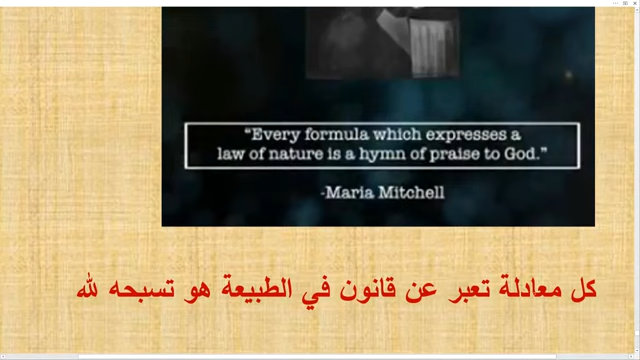 “Every formula which expresses a
law of nature is a hymn of praise to God.”
-Maria Mitchell
كل معادلة تعبر عن قانون في الطبيعة هو تسبحه لله